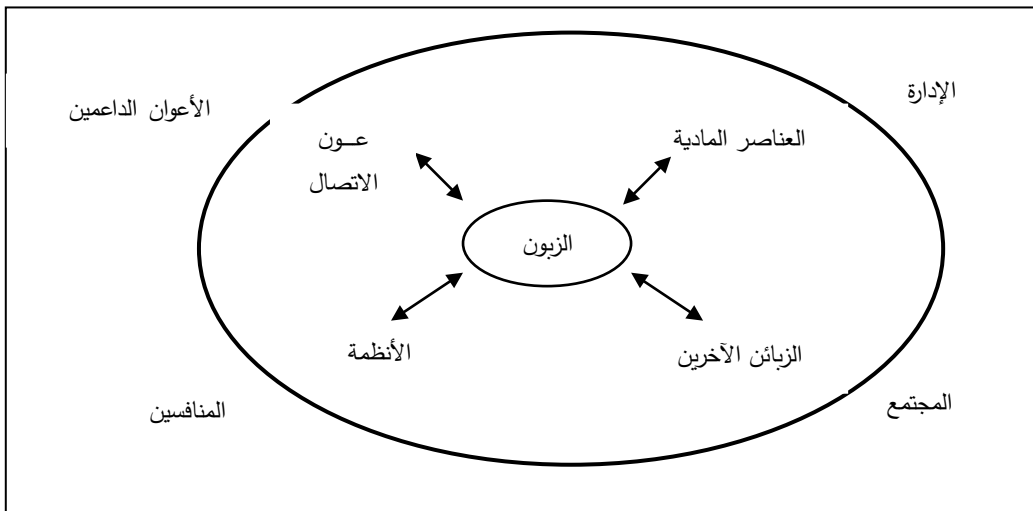 الإدارة
الأعوان الداعمين
العناصر المادية
عـون
الاتصال
الزبون
الأنظمة
الزبائن الآخرين
المجتمع
المنافسين